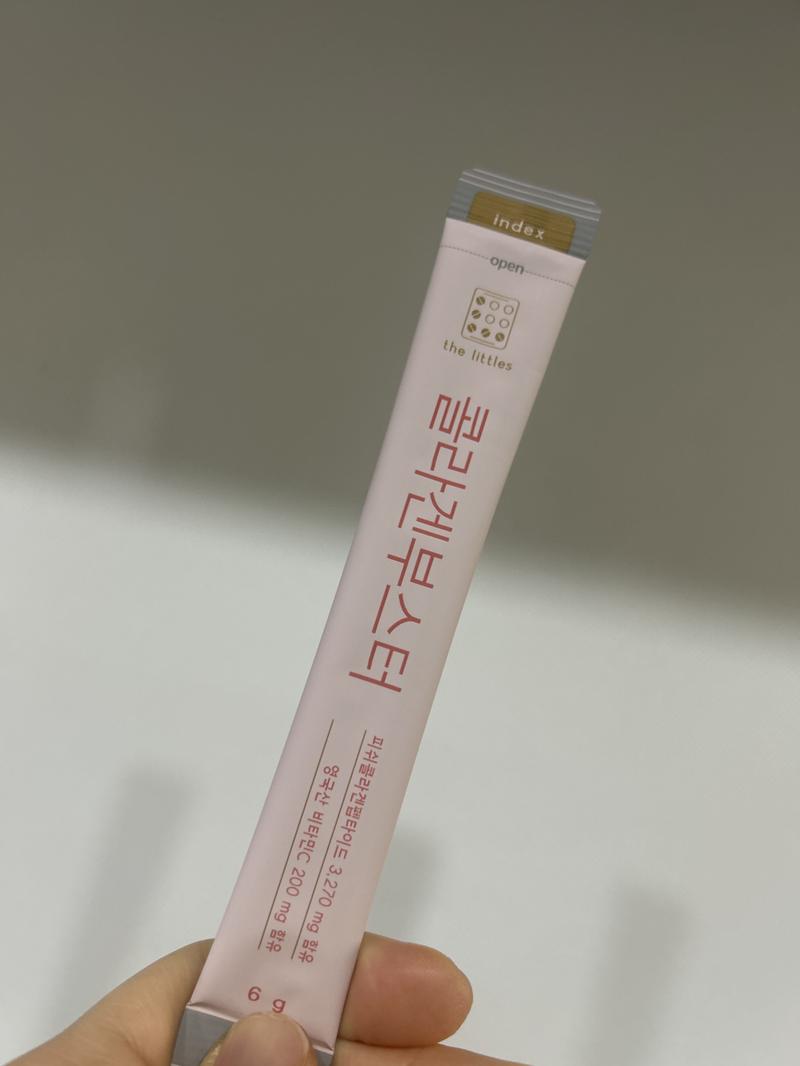 index
open
the littles
콜라겐부스터
피쉬콜라겐펩타이드 3,270 mg 함유
영국산 비타민C 200 mg 함유
6 g